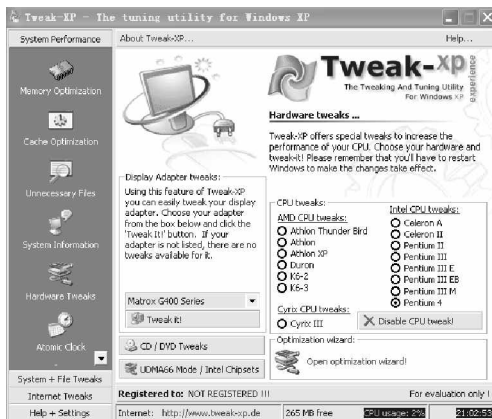 Tweak-XP - The tuning utility for Windows XP
System Performance
About Tweak-XP...
Help...
Memory Optimization
Cache Optimization
Unnecessary Files
System Information
Hardware Tweaks
Atomic Clock
System + File Tweaks
Internet Tweaks
Help + Settings
Tweak-xp
experience
The Tweaking And Tuning Utility
For Windows XP
Hardware tweaks ...
Tweak-XP offers special tweaks to increase the
performance of your CPU. Choose your hardware and
tweak-it! Please remember that you'll have to restart
Windows to make the changes take effect.
Display Adapter tweaks:
Using this feature of Tweak-XP
you can easily tweak your display
adapter. Choose your adapter
from the box below and click the
'Tweak It!' button. If your
adapter is not listed, there are no
tweaks available for it.
Matrox G400 Series
Tweak it!
CD / DVD Tweaks
UDMA66 Mode / Intel Chipsets
CPU tweaks:
AMD CPU tweaks:
Athlon Thunder Bird
Athlon
Athlon XP
Duron
K6-2
K6-3
Cyrix CPU tweaks:
Cyrix III
Intel CPU tweaks:
Celeron A
Celeron II
Pentium II
Pentium III
Pentium III E
Pentium III EB
Pentium III M
Pentium 4
Disable CPU tweak!
Optimization wizard:
Open optimization wizard!
Registered to: NOT REGISTERED !!!
For evaluation only !
Internet: http://www.tweak-xp.de
265 MB free
CPU usage: 2%
21:02:53